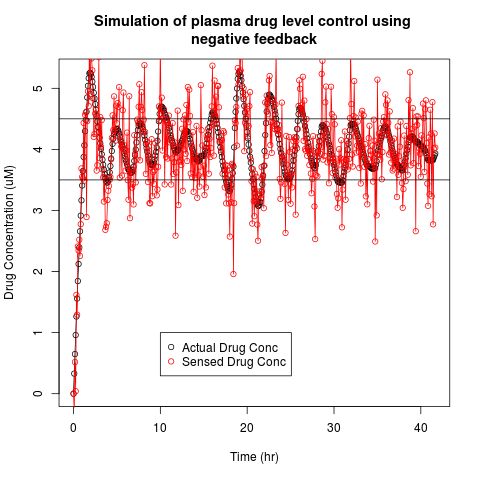 Simulation of plasma drug level control using
negative feedback
Drug Concentration (uM)
5
4
3
2
1
0
Actual Drug Conc
Sensed Drug Conc
0 10 20 30 40
Time (hr)